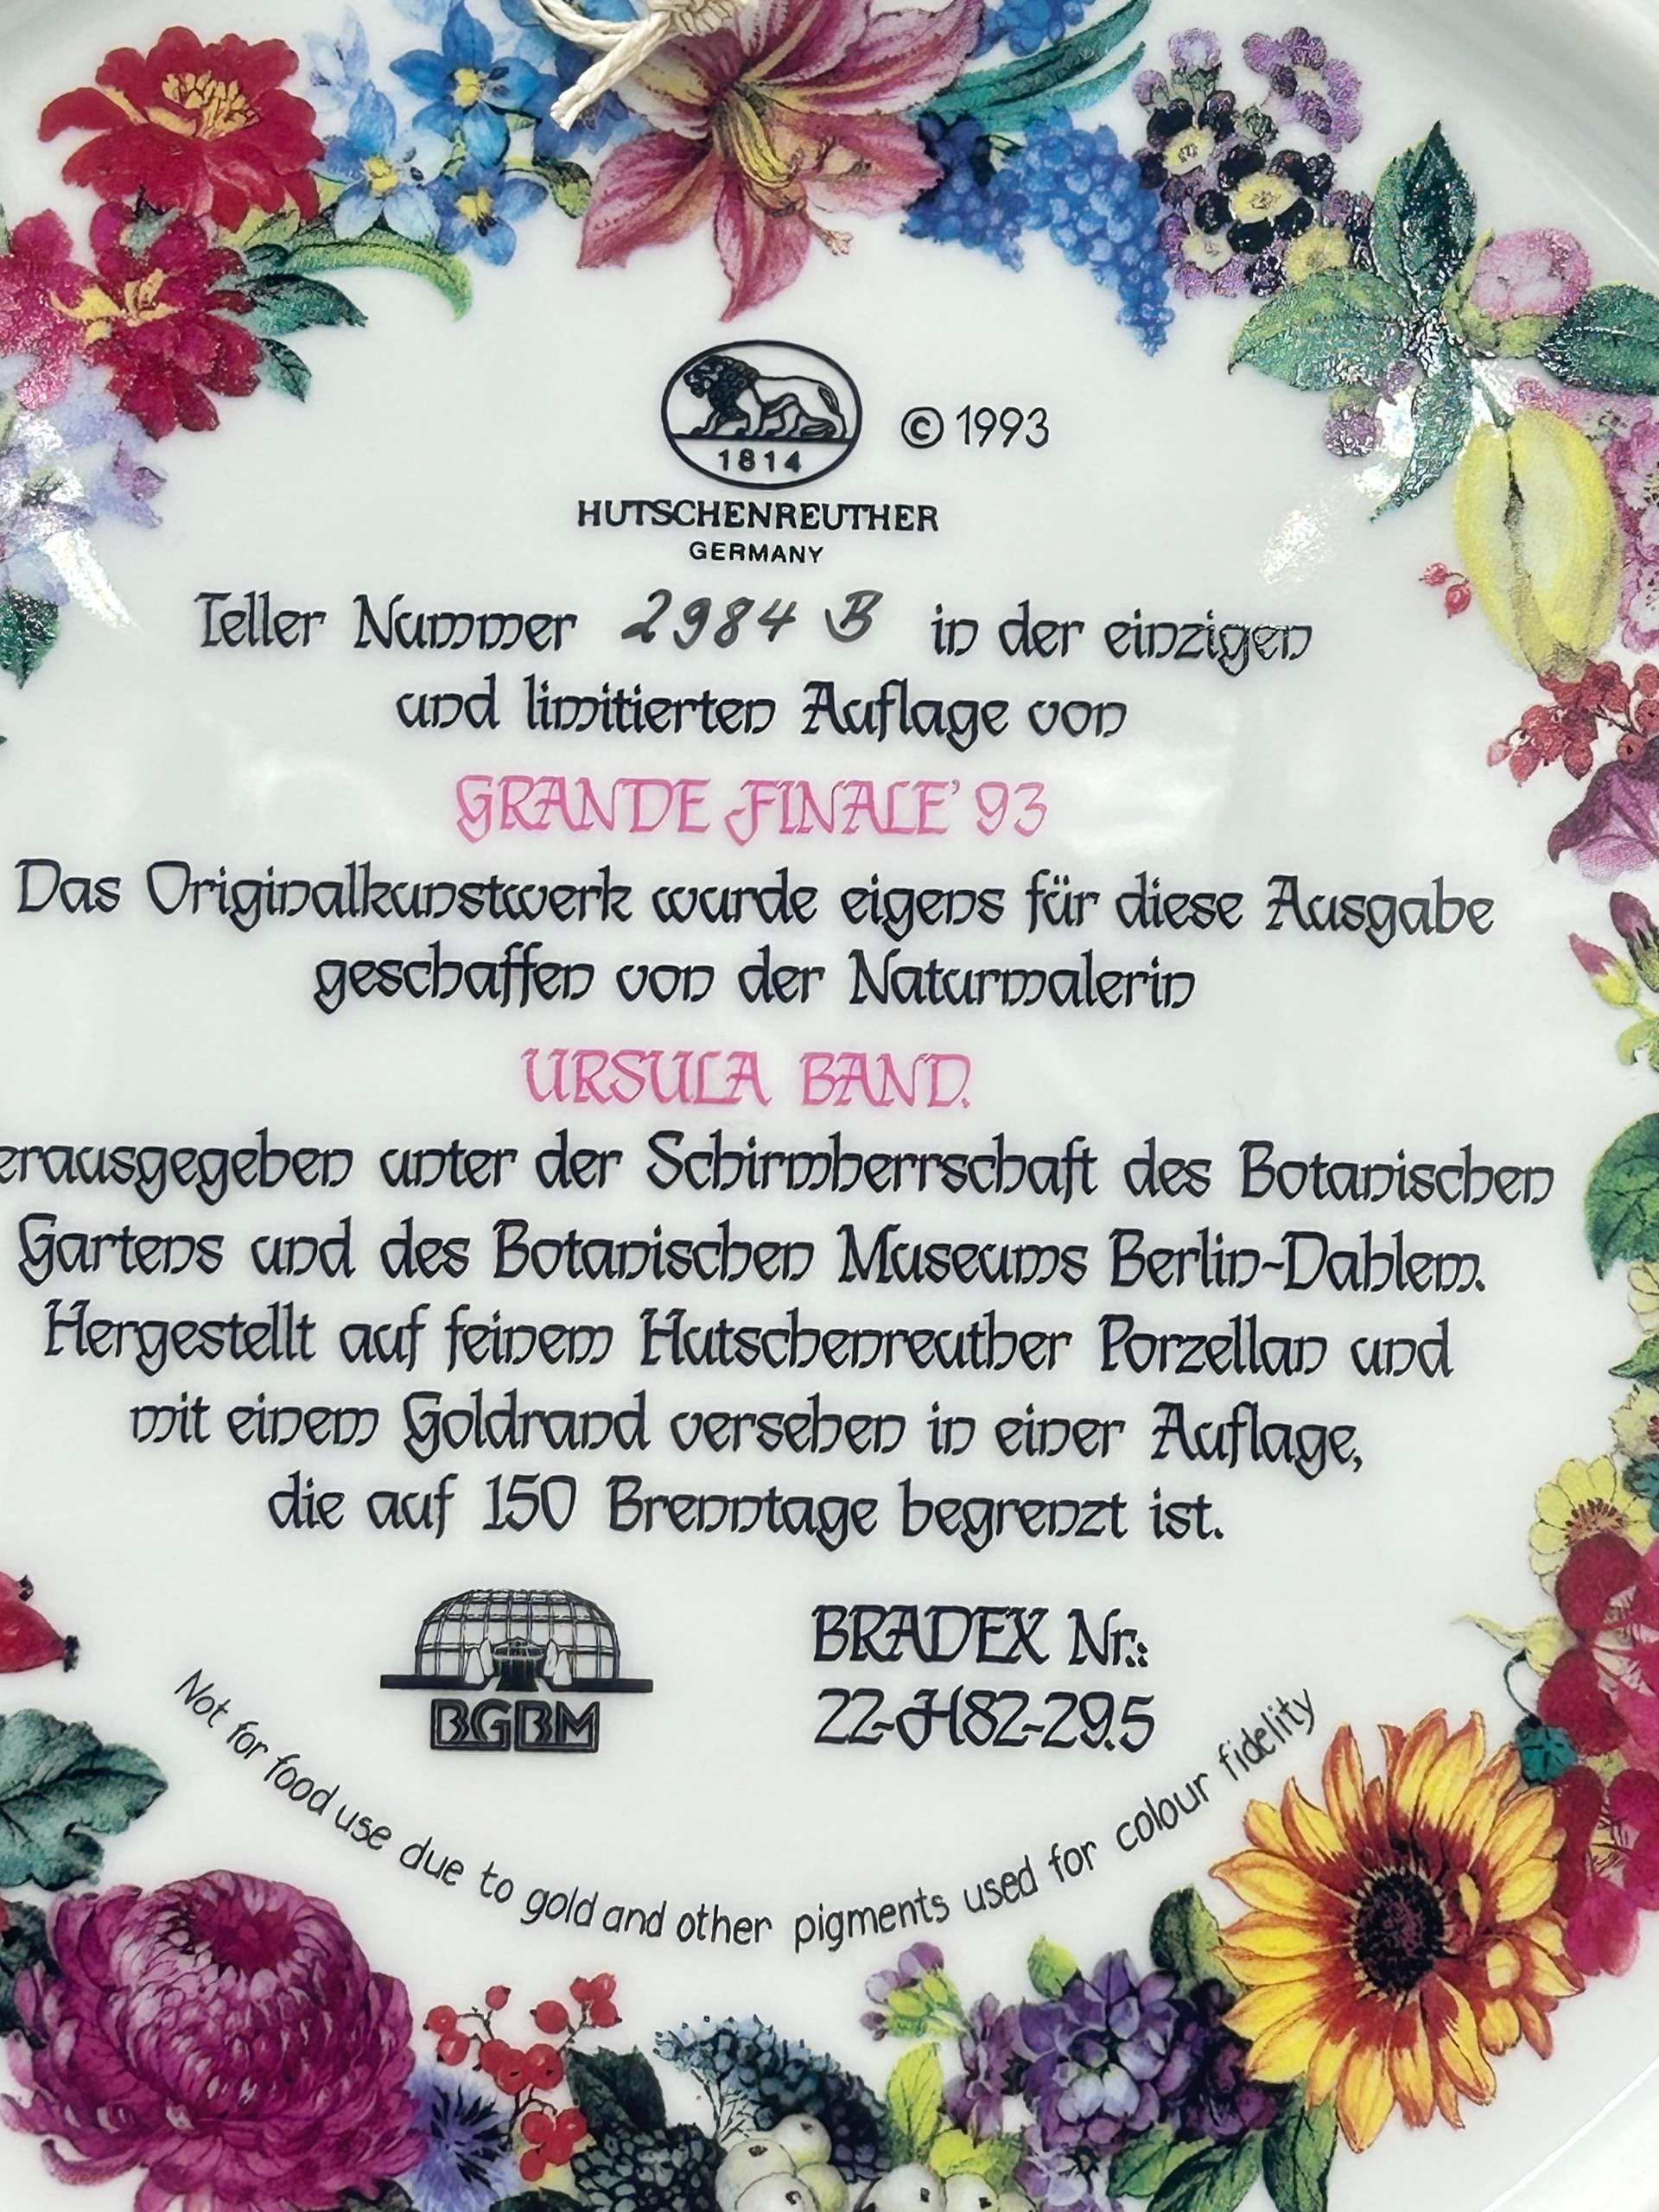 1814
© 1993
HUTSCHENREUTHER
GERMANY
Teller Nummer 2984 B in der einzigen
und limitierten Auflage von
GRANDE FINALE' 93
Das Originalkunstwerk wurde eigens für diese Ausgabe
geschaffen von der Naturmalerin
URSULA BAND.
erausgegeben unter der Schirmherrschaft des Botanischen
Gartens und des Botanischen Museums Berlin-Dahlem.
Hergestellt auf feinem Hutschenreuther Porzellan und
mit einem Goldrand versehen in einer Auflage,
die auf 150 Brenntage begrenzt ist.
BGBM
BRADEX Nr.:
22-H82-29.5
Not for food use due to gold and other pigments used for colour fidelity